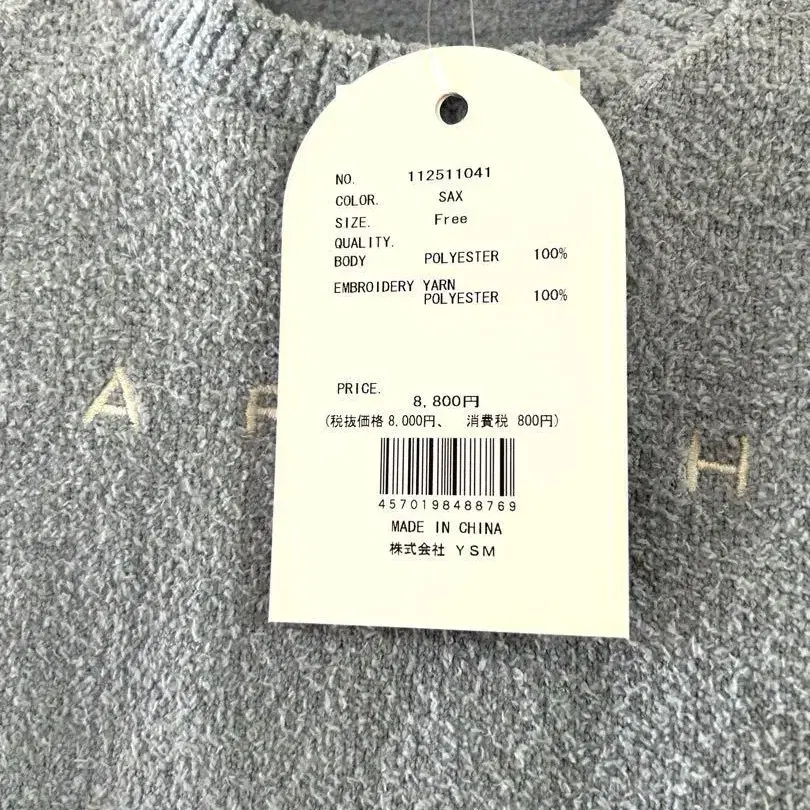 NO. 112511041
COLOR. SAX
SIZE. Free
QUALITY.
BODY POLYESTER 100%
EMBROIDERY YARN
POLYESTER 100%
PRICE.
8,800円
(税抜価格 8,000円、 消費税 800円)
4570198488769
MADE IN CHINA
株式会社 YSM
A
H